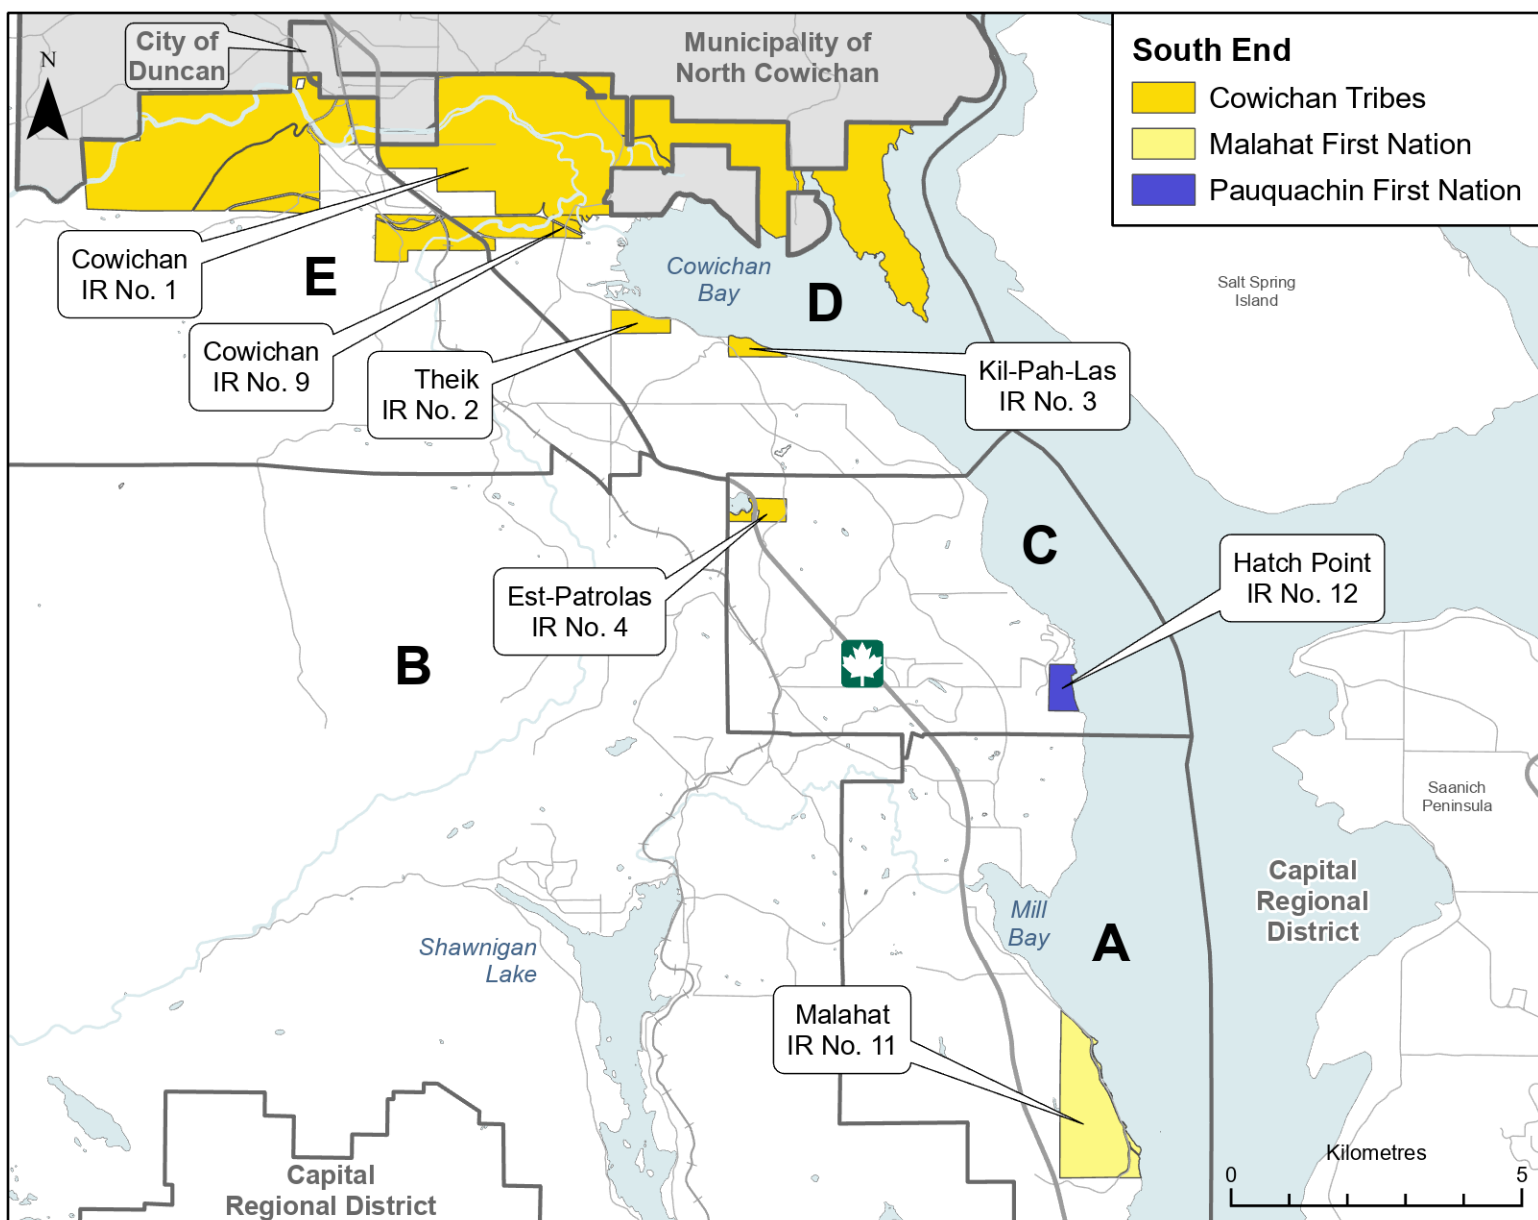 City of
Duncan
Municipality of
North Cowichan
N
South End
Cowichan Tribes
Malahat First Nation
Pauquachin First Nation
Cowichan
IR No. 1
E
Cowichan
Bay
D
Salt Spring
Island
Cowichan
IR No. 9
Theik
IR No. 2
Kil-Pah-Las
IR No. 3
C
Hatch Point
IR No. 12
Est-Patrolas
IR No. 4
B
Saanich
Peninsula
Capital
Regional
District
Mill
Bay
A
Shawnigan
Lake
Malahat
IR No. 11
Capital
Regional District
Kilometres
0 5